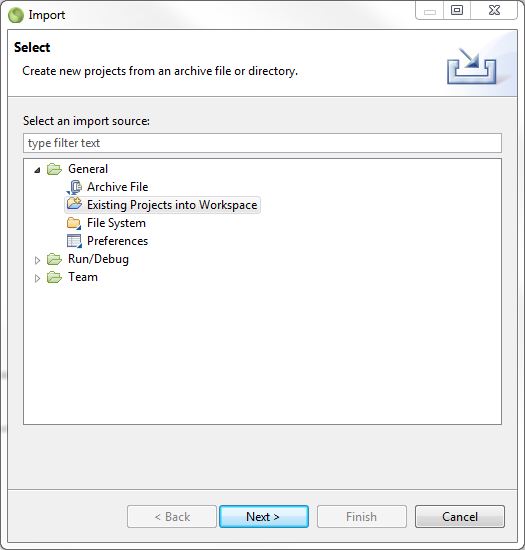 Import
Select
Create new projects from an archive file or directory.
Select an import source:
type filter text
General
Archive File
Existing Projects into Workspace
File System
Preferences
Run/Debug
Team
< Back
Next >
Finish
Cancel